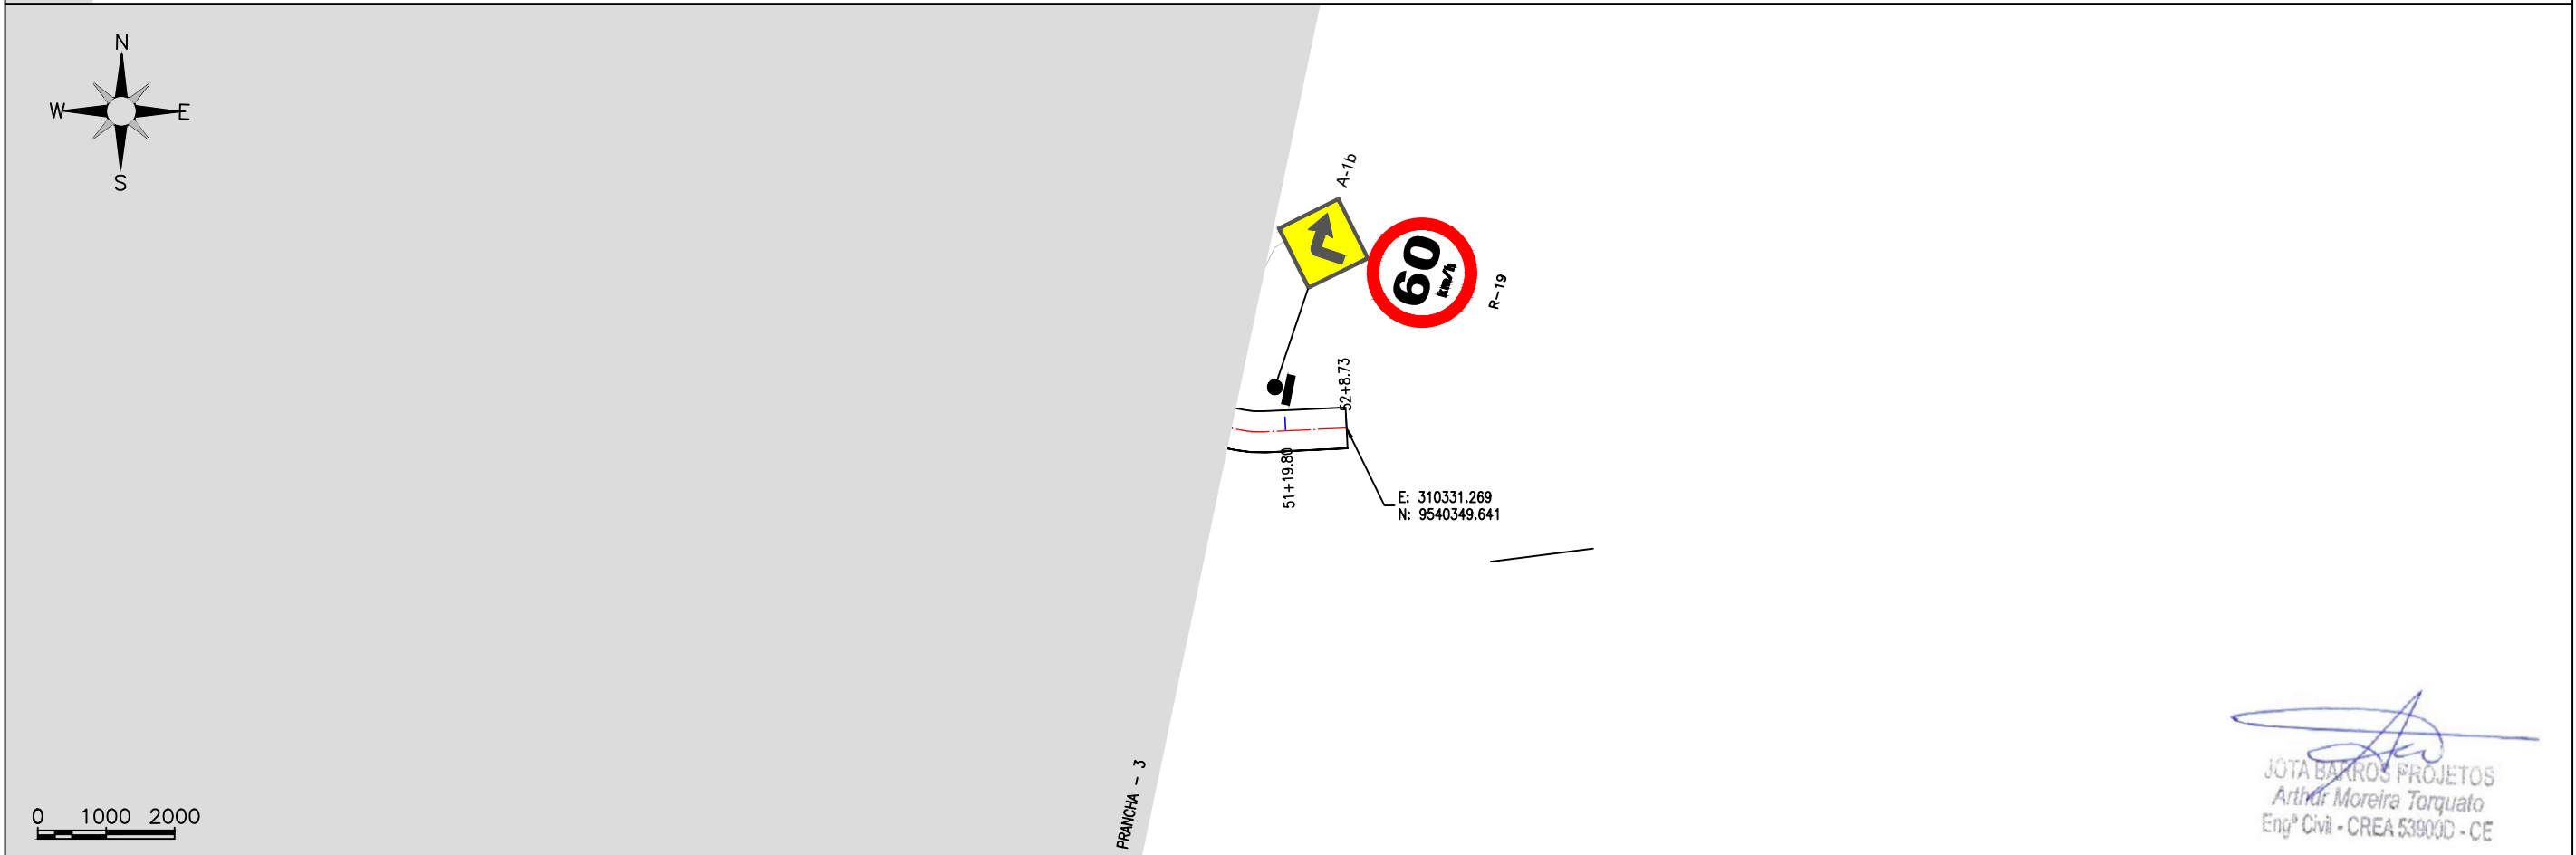 N
W E
S
A-1b
60
km/h
R-19
52+8.73
51+19.80
E: 310331.269
N: 9540349.641
PRANCHA - 3
0 1000 2000
JOTA BARROS PROJETOS
Arthur Moreira Torquato
Engº Civil - CREA 53900D - CE